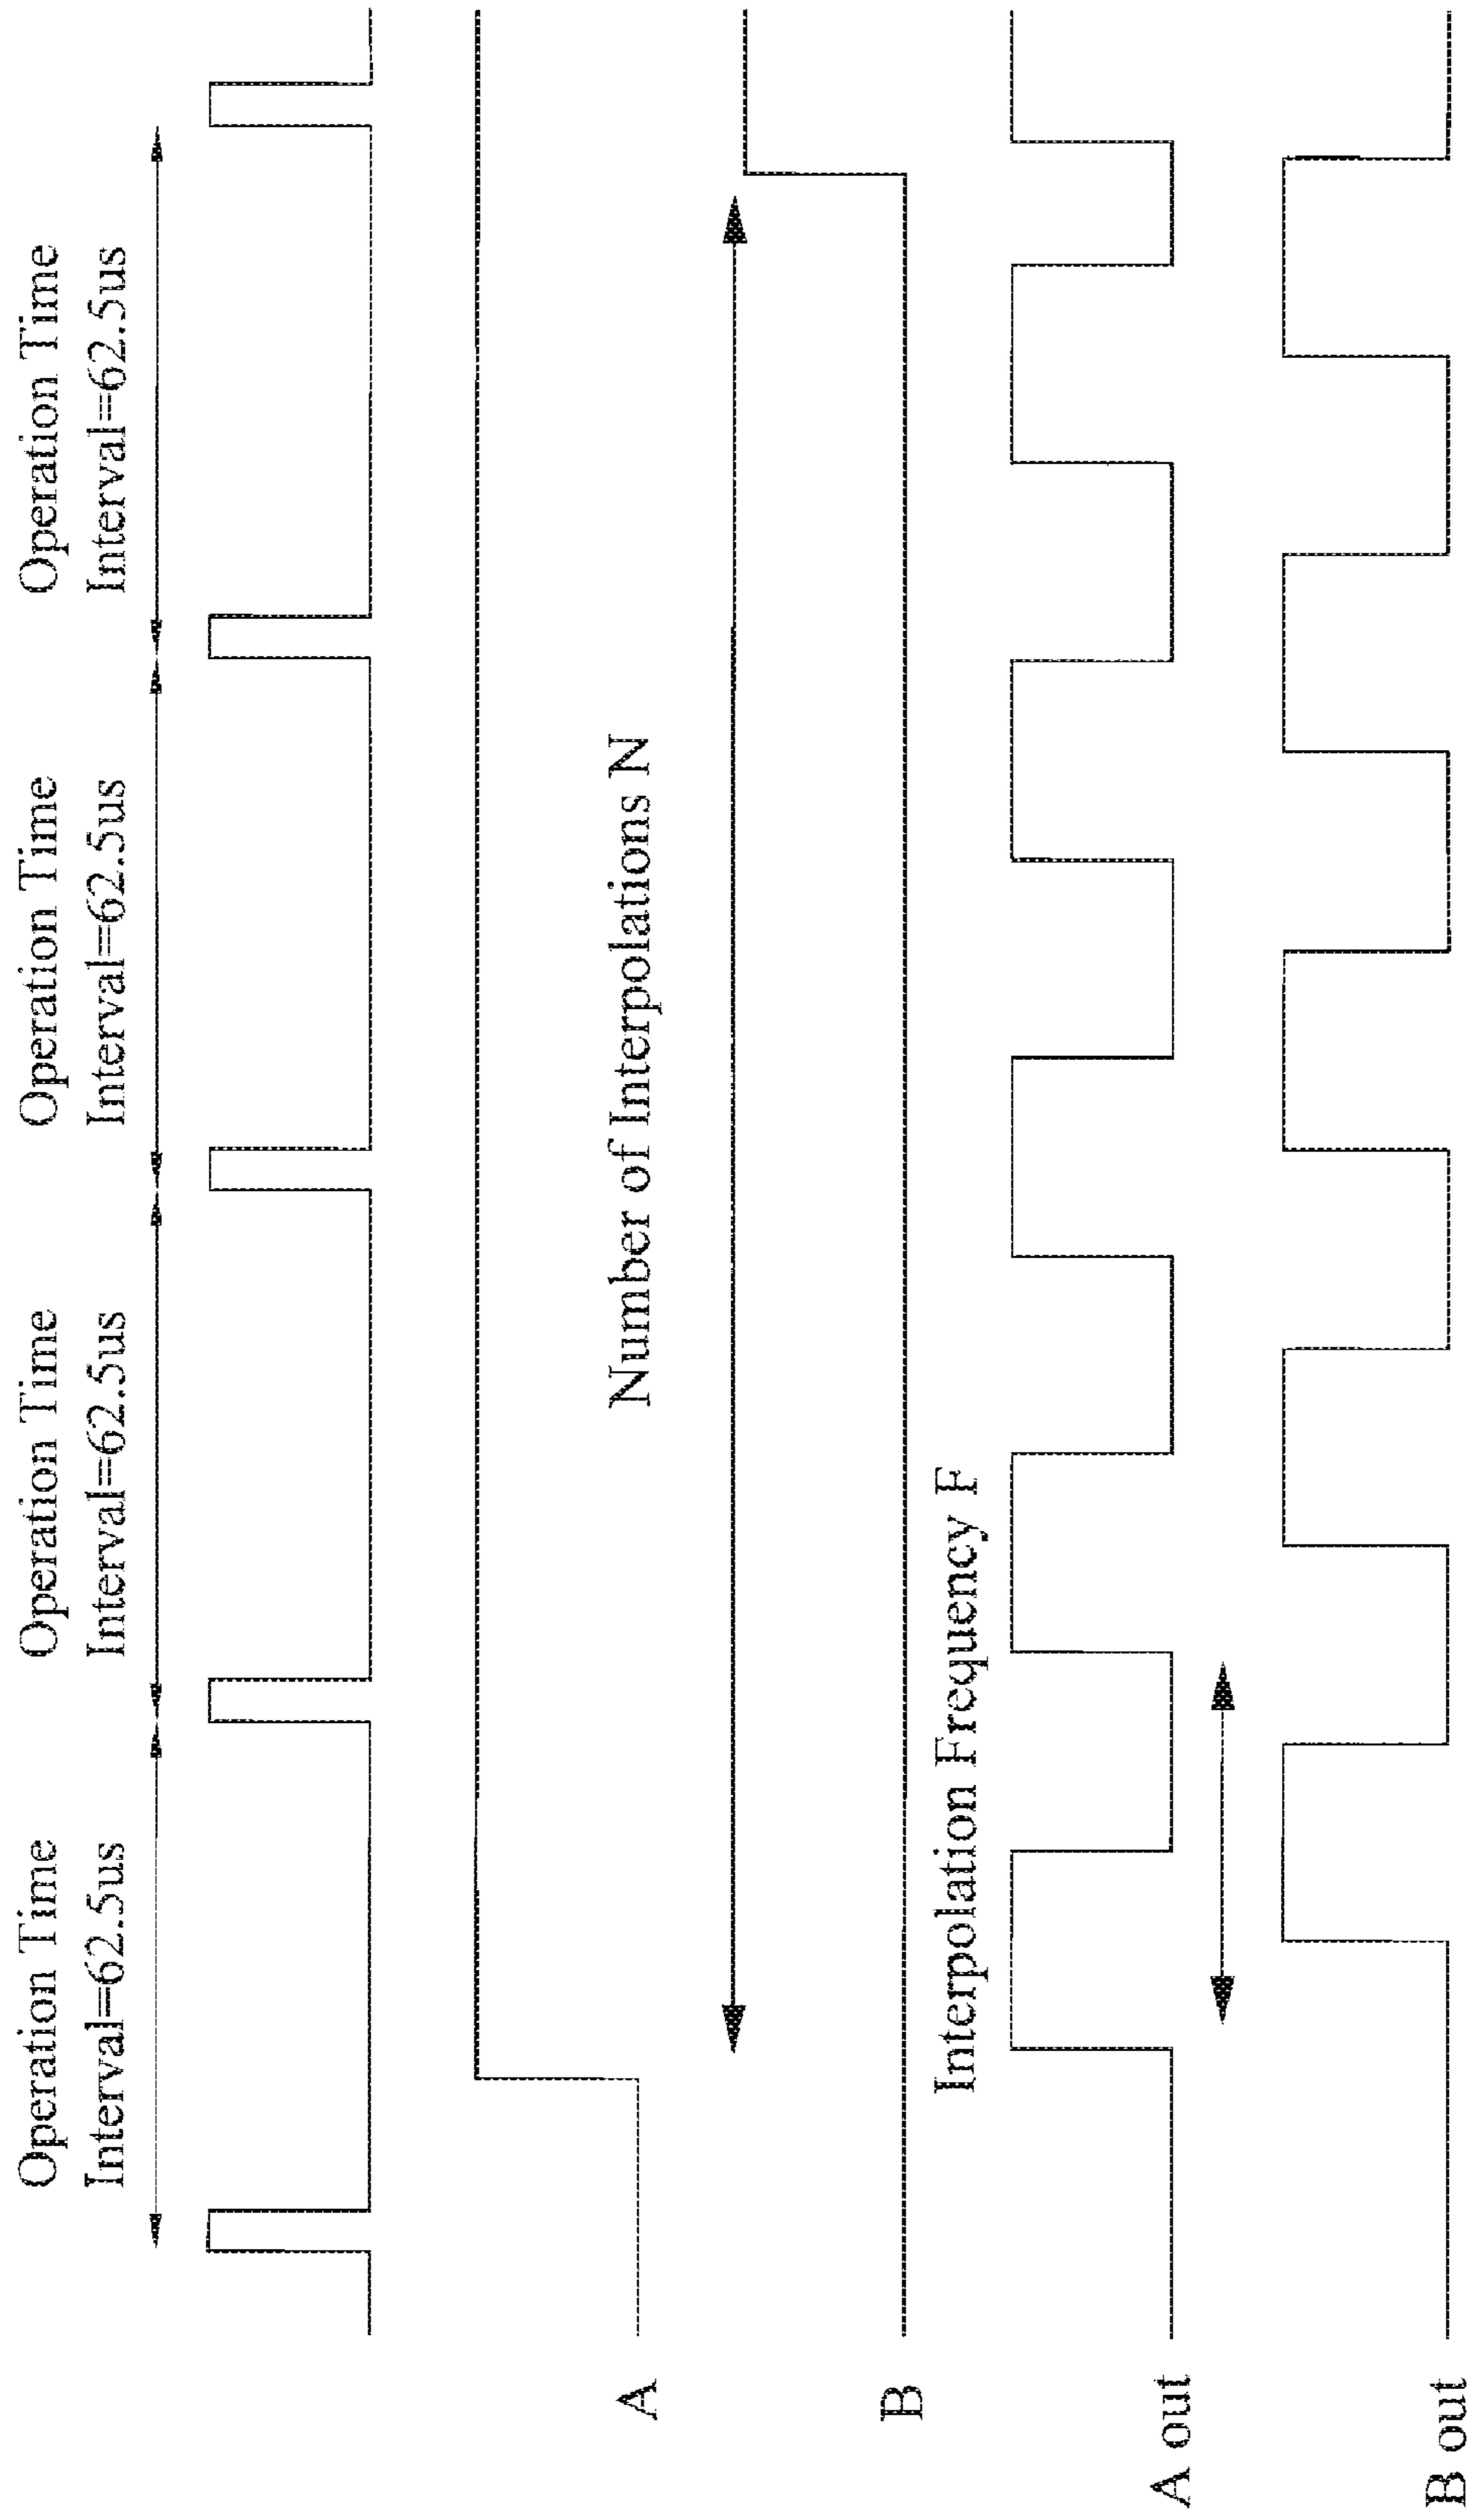 Operation Time
Interval=62.5us
Operation Time
Interval=62.5us
Operation Time
Interval=62.5us
Operation Time
Interval=62.5us
A
Number of Interpolations N
B
Interpolation Frequency F
A out
B out